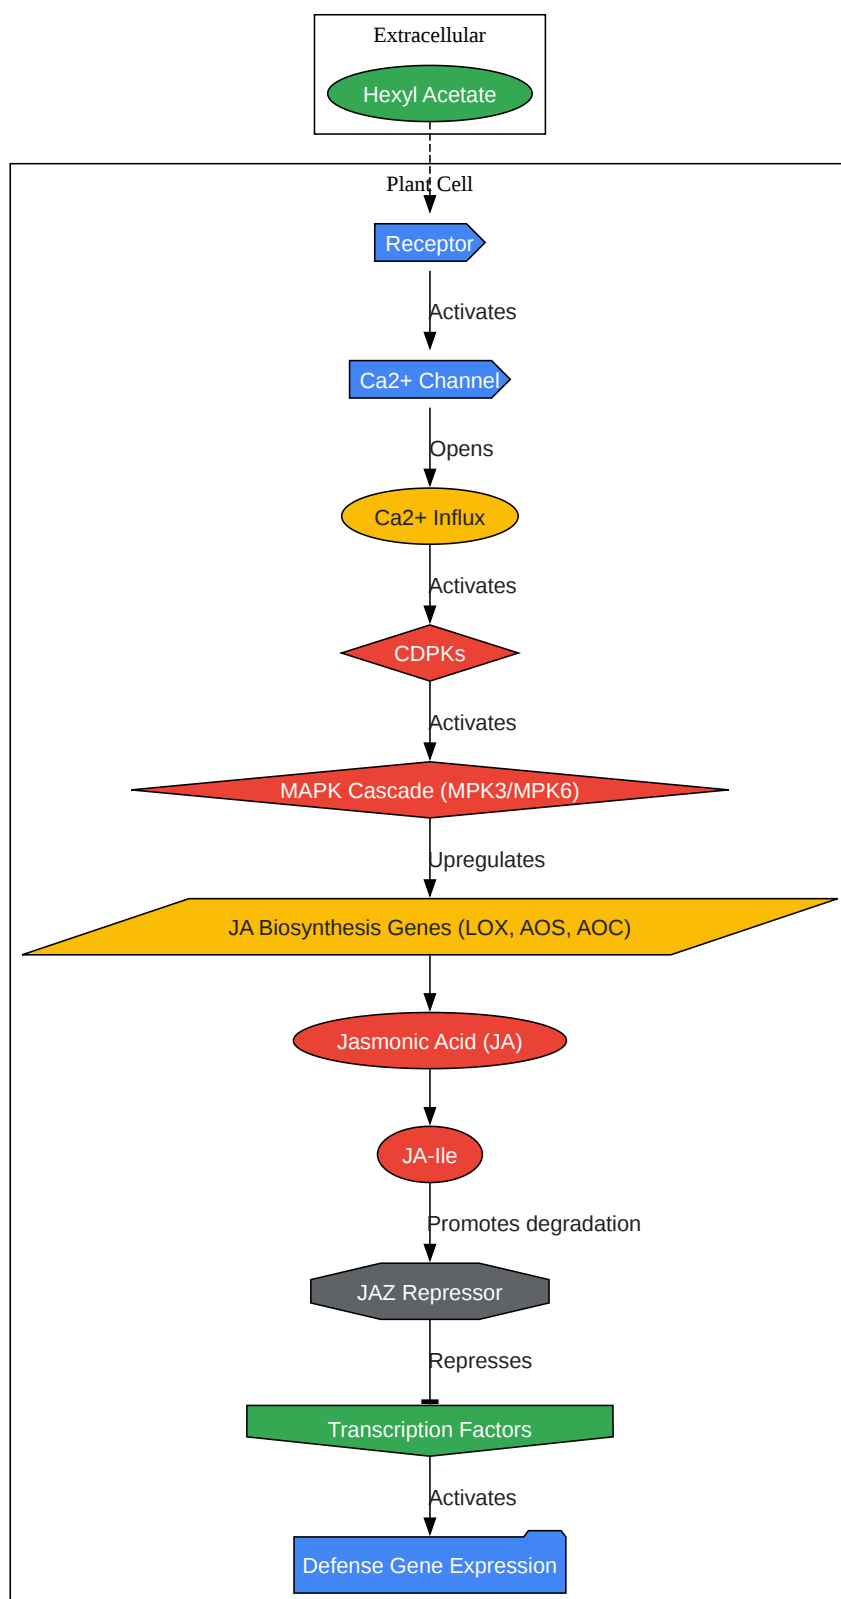 Extracellular
Hexyl Acetate
Plant Cell
Receptor
Activates
Ca2+ Channel
Opens
Ca2+ Influx
Activates
CDPKs
Activates
MAPK Cascade (MPK3/MPK6)
Upregulates
JA Biosynthesis Genes (LOX, AOS, AOC)
Jasmonic Acid (JA)
JA-Ile
Promotes degradation
JAZ Repressor
Represses
Transcription Factors
Activates
Defense Gene Expression